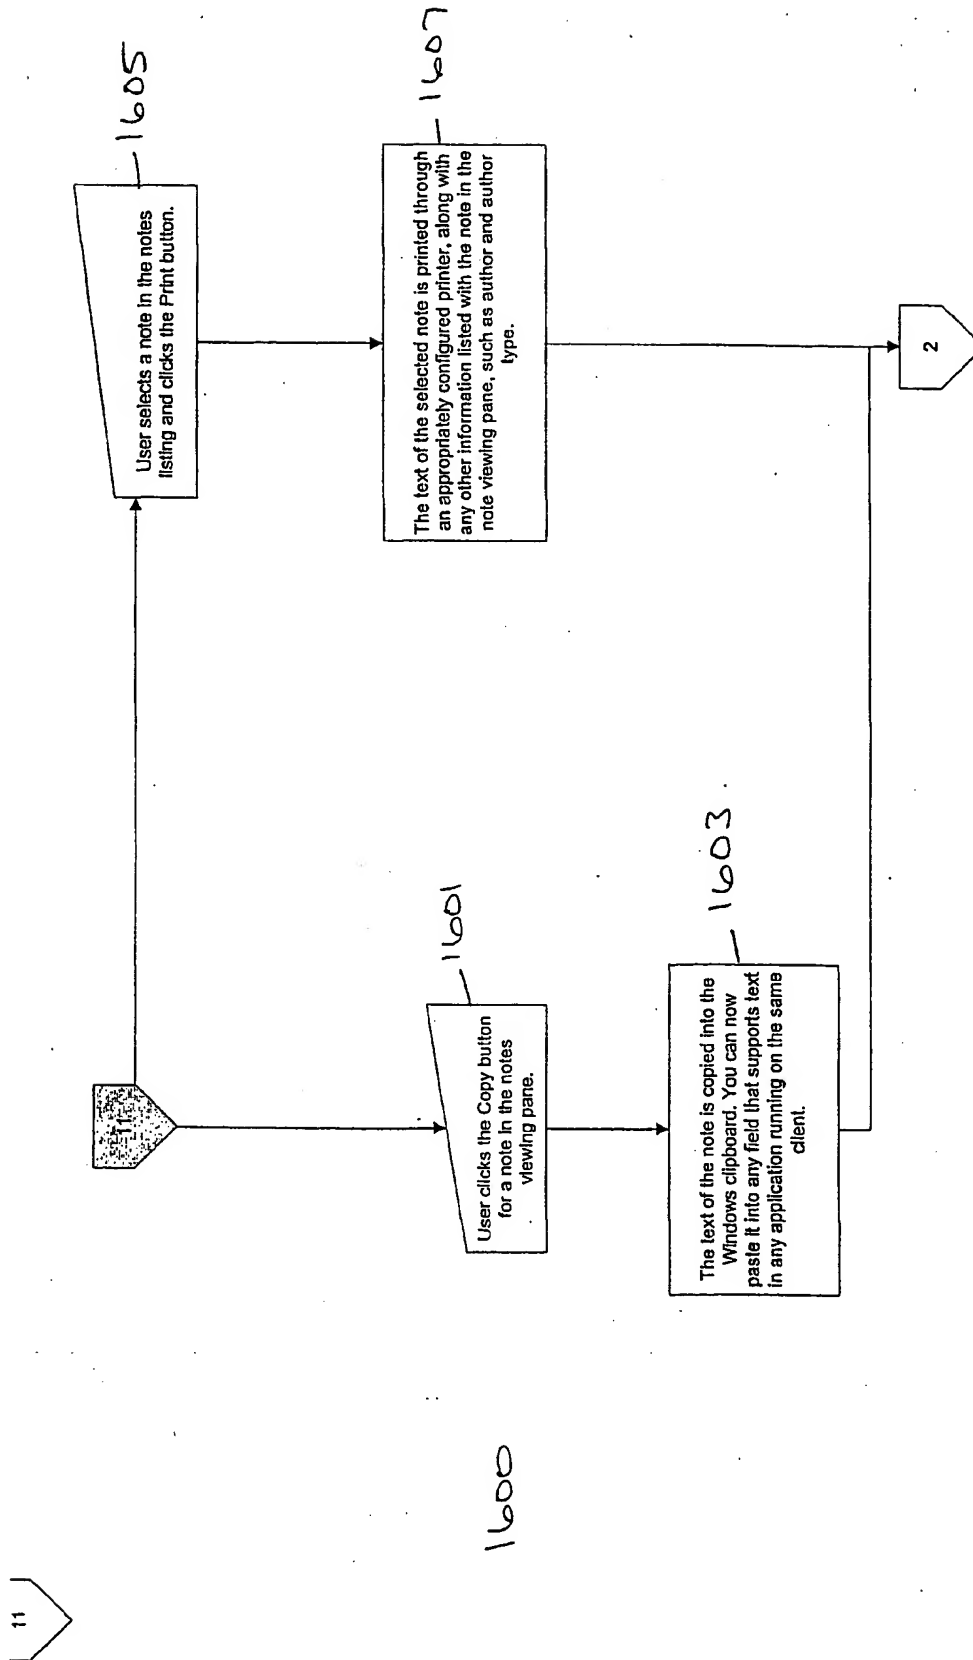 11
11
1605
User selects a note in the notes
listing and clicks the Print button.
1607
The text of the selected note is printed through
an appropriately configured printer, along with
any other information listed with the note in the
note viewing pane, such as author and author
type.
1601
User clicks the Copy button
for a note in the notes
viewing pane.
1603
The text of the note is copied into the
Windows clipboard. You can now
paste it into any field that supports text
in any application running on the same
client.
2
1600